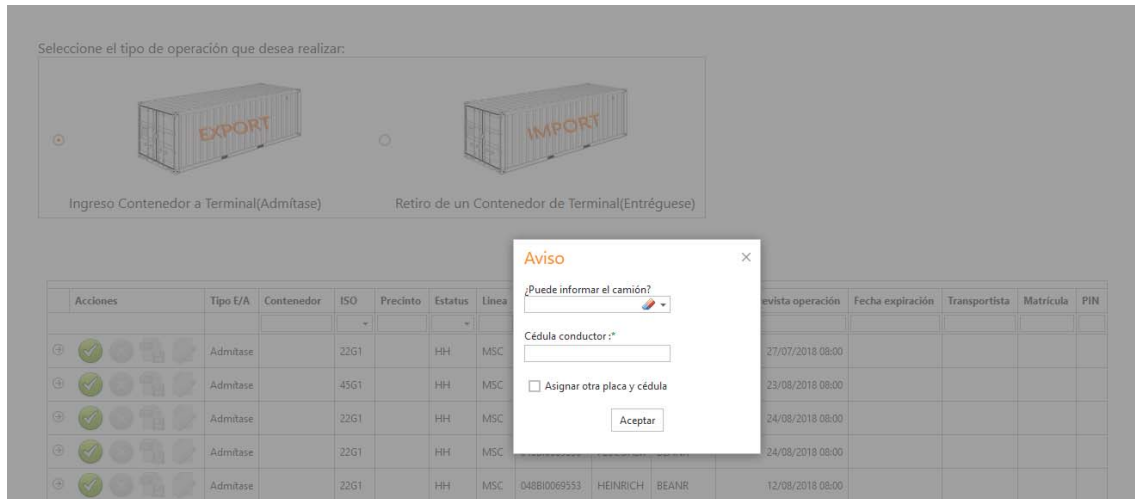 Seleccione el tipo de operación que desea realizar:
EXPORT
IMPORT
Ingreso Contenedor a Terminal(Admítase)
Retiro de un Contenedor de Terminal(Entréguese)
Aviso
¿Puede informar el camión?
Cédula conductor :*
Asignar otra placa y cédula
Aceptar
Acciones Tipo E/A Contenedor ISO Precinto Estatus Línea evista operación Fecha expiración Transportista Matrícula PIN
Admítase 22G1 HH MSC 27/07/2018 08:00
Admítase 45G1 HH MSC 23/08/2018 08:00
Admítase 22G1 HH MSC 24/08/2018 08:00
Admítase 22G1 HH MSC 24/08/2018 08:00
Admítase 22G1 HH MSC 048BI0069553 HEINRICH BEANR 12/08/2018 08:00